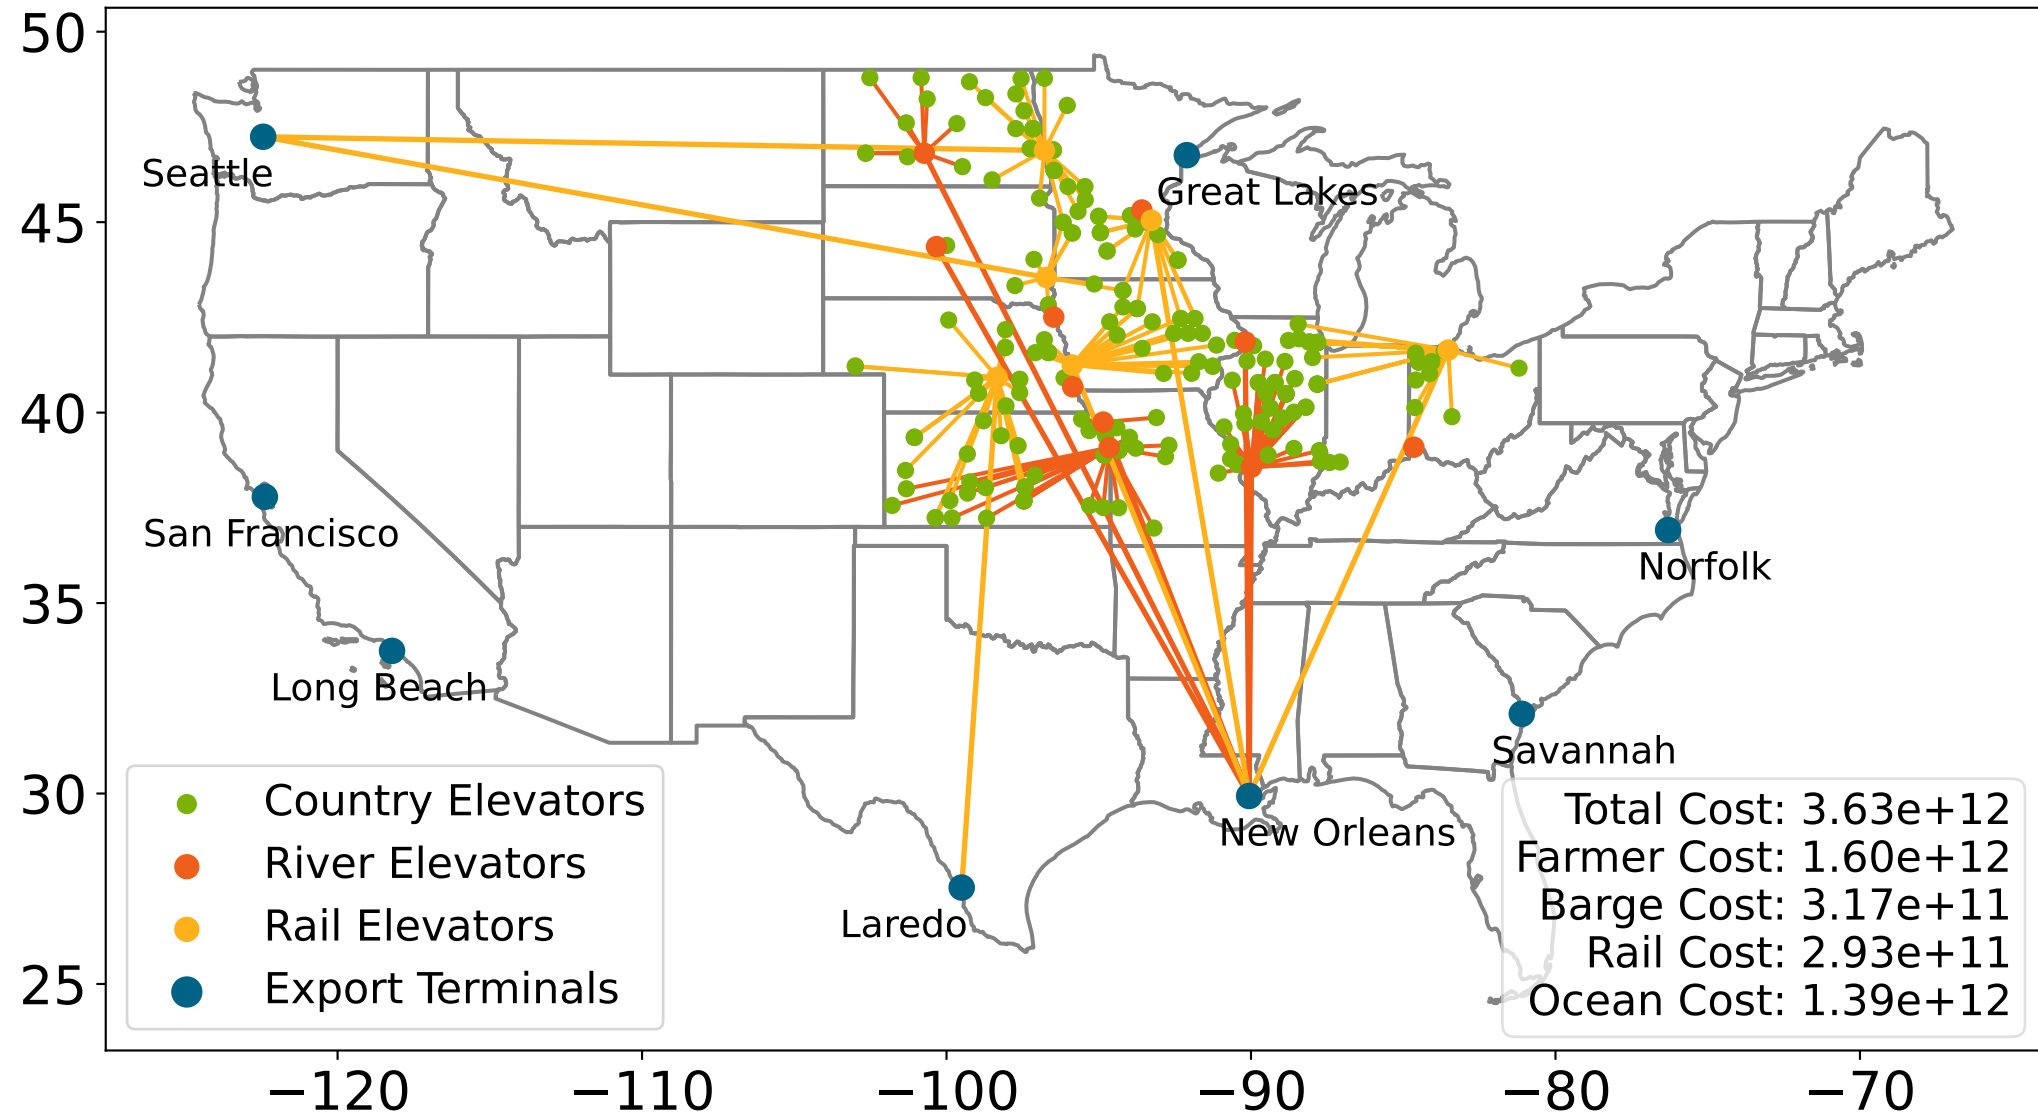 50
45
40
35
30
25
Seattle
Great Lakes
San Francisco
Norfolk
Long Beach
Savannah
New Orleans
Laredo
Country Elevators
River Elevators
Rail Elevators
Export Terminals
Total Cost: 3.63e+12
Farmer Cost: 1.60e+12
Barge Cost: 3.17e+11
Rail Cost: 2.93e+11
Ocean Cost: 1.39e+12
−120 −110 −100 −90 −80 −70